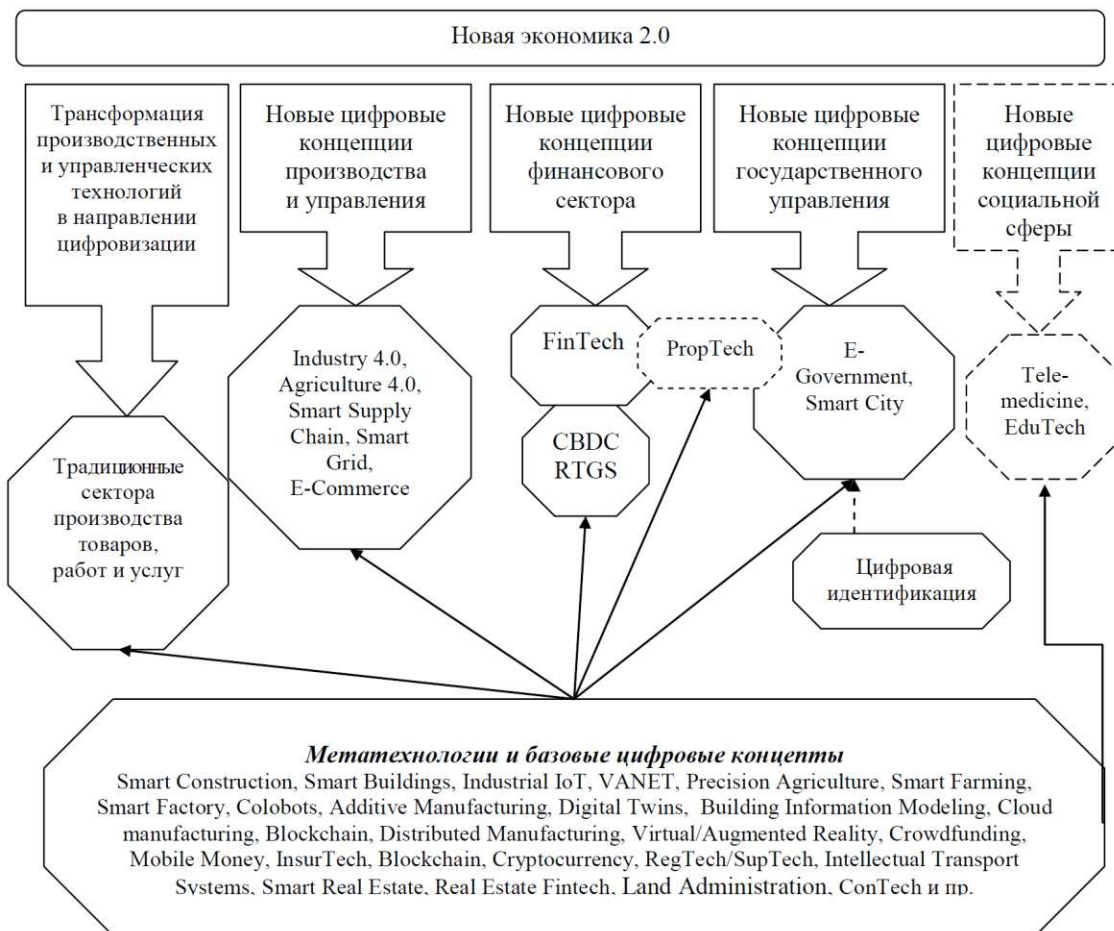 Новая экономика 2.0
Трансформация
производственных
и управленческих
технологий
в направлении
цифровизации
Новые цифровые
концепции
производства
и управления
Новые цифровые
концепции
финансового
сектора
Новые цифровые
концепции
государственного
управления
Новые
цифровые
концепции
социальной
сферы
Традиционные
сектора
производства
товаров,
работ и услуг
Industry 4.0,
Agriculture 4.0,
Smart Supply
Chain, Smart
Grid,
E-Commerce
FinTech
CBDC
RTGS
PropTech
E-
Government,
Smart City
Tele-
medicine,
EduTech
Цифровая
идентификация
Метатехнологии и базовые цифровые концепты
Smart Construction, Smart Buildings, Industrial IoT, VANET, Precision Agriculture, Smart Farming,
Smart Factory, Colobots, Additive Manufacturing, Digital Twins, Building Information Modeling, Cloud
manufacturing, Blockchain, Distributed Manufacturing, Virtual/Augmented Reality, Crowdfunding,
Mobile Money, InsurTech, Blockchain, Cryptocurrency, RegTech/SupTech, Intellectual Transport
Systems, Smart Real Estate, Real Estate Fintech, Land Administration, ConTech и пр.